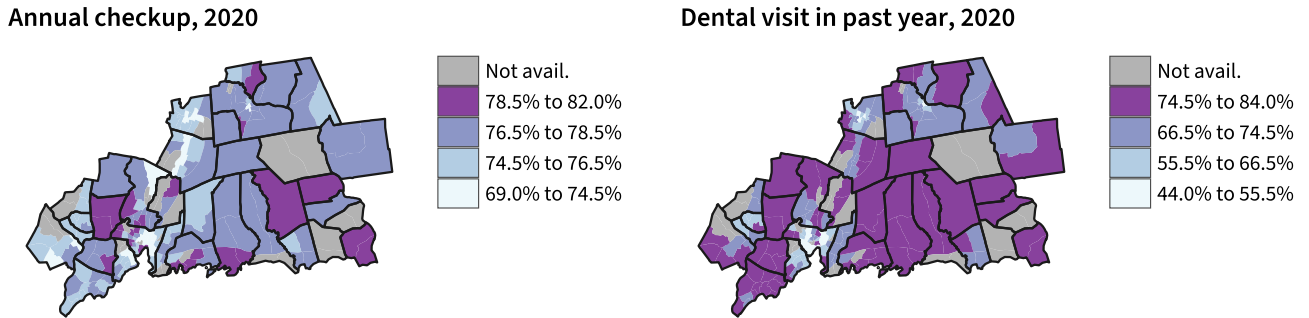 Annual checkup, 2020
Not avail.
78.5% to 82.0%
76.5% to 78.5%
74.5% to 76.5%
69.0% to 74.5%
Dental visit in past year, 2020
Not avail.
74.5% to 84.0%
66.5% to 74.5%
55.5% to 66.5%
44.0% to 55.5%